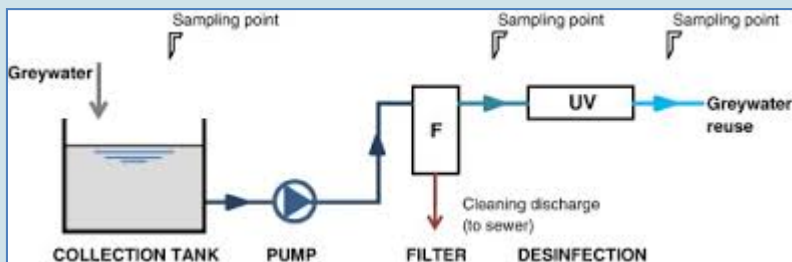 Sampling point
Sampling point
Sampling point
Greywater
UV
Greywater
reuse
F
Cleaning discharge
(to sewer)
COLLECTION TANK
PUMP
FILTER
DESINFECTION